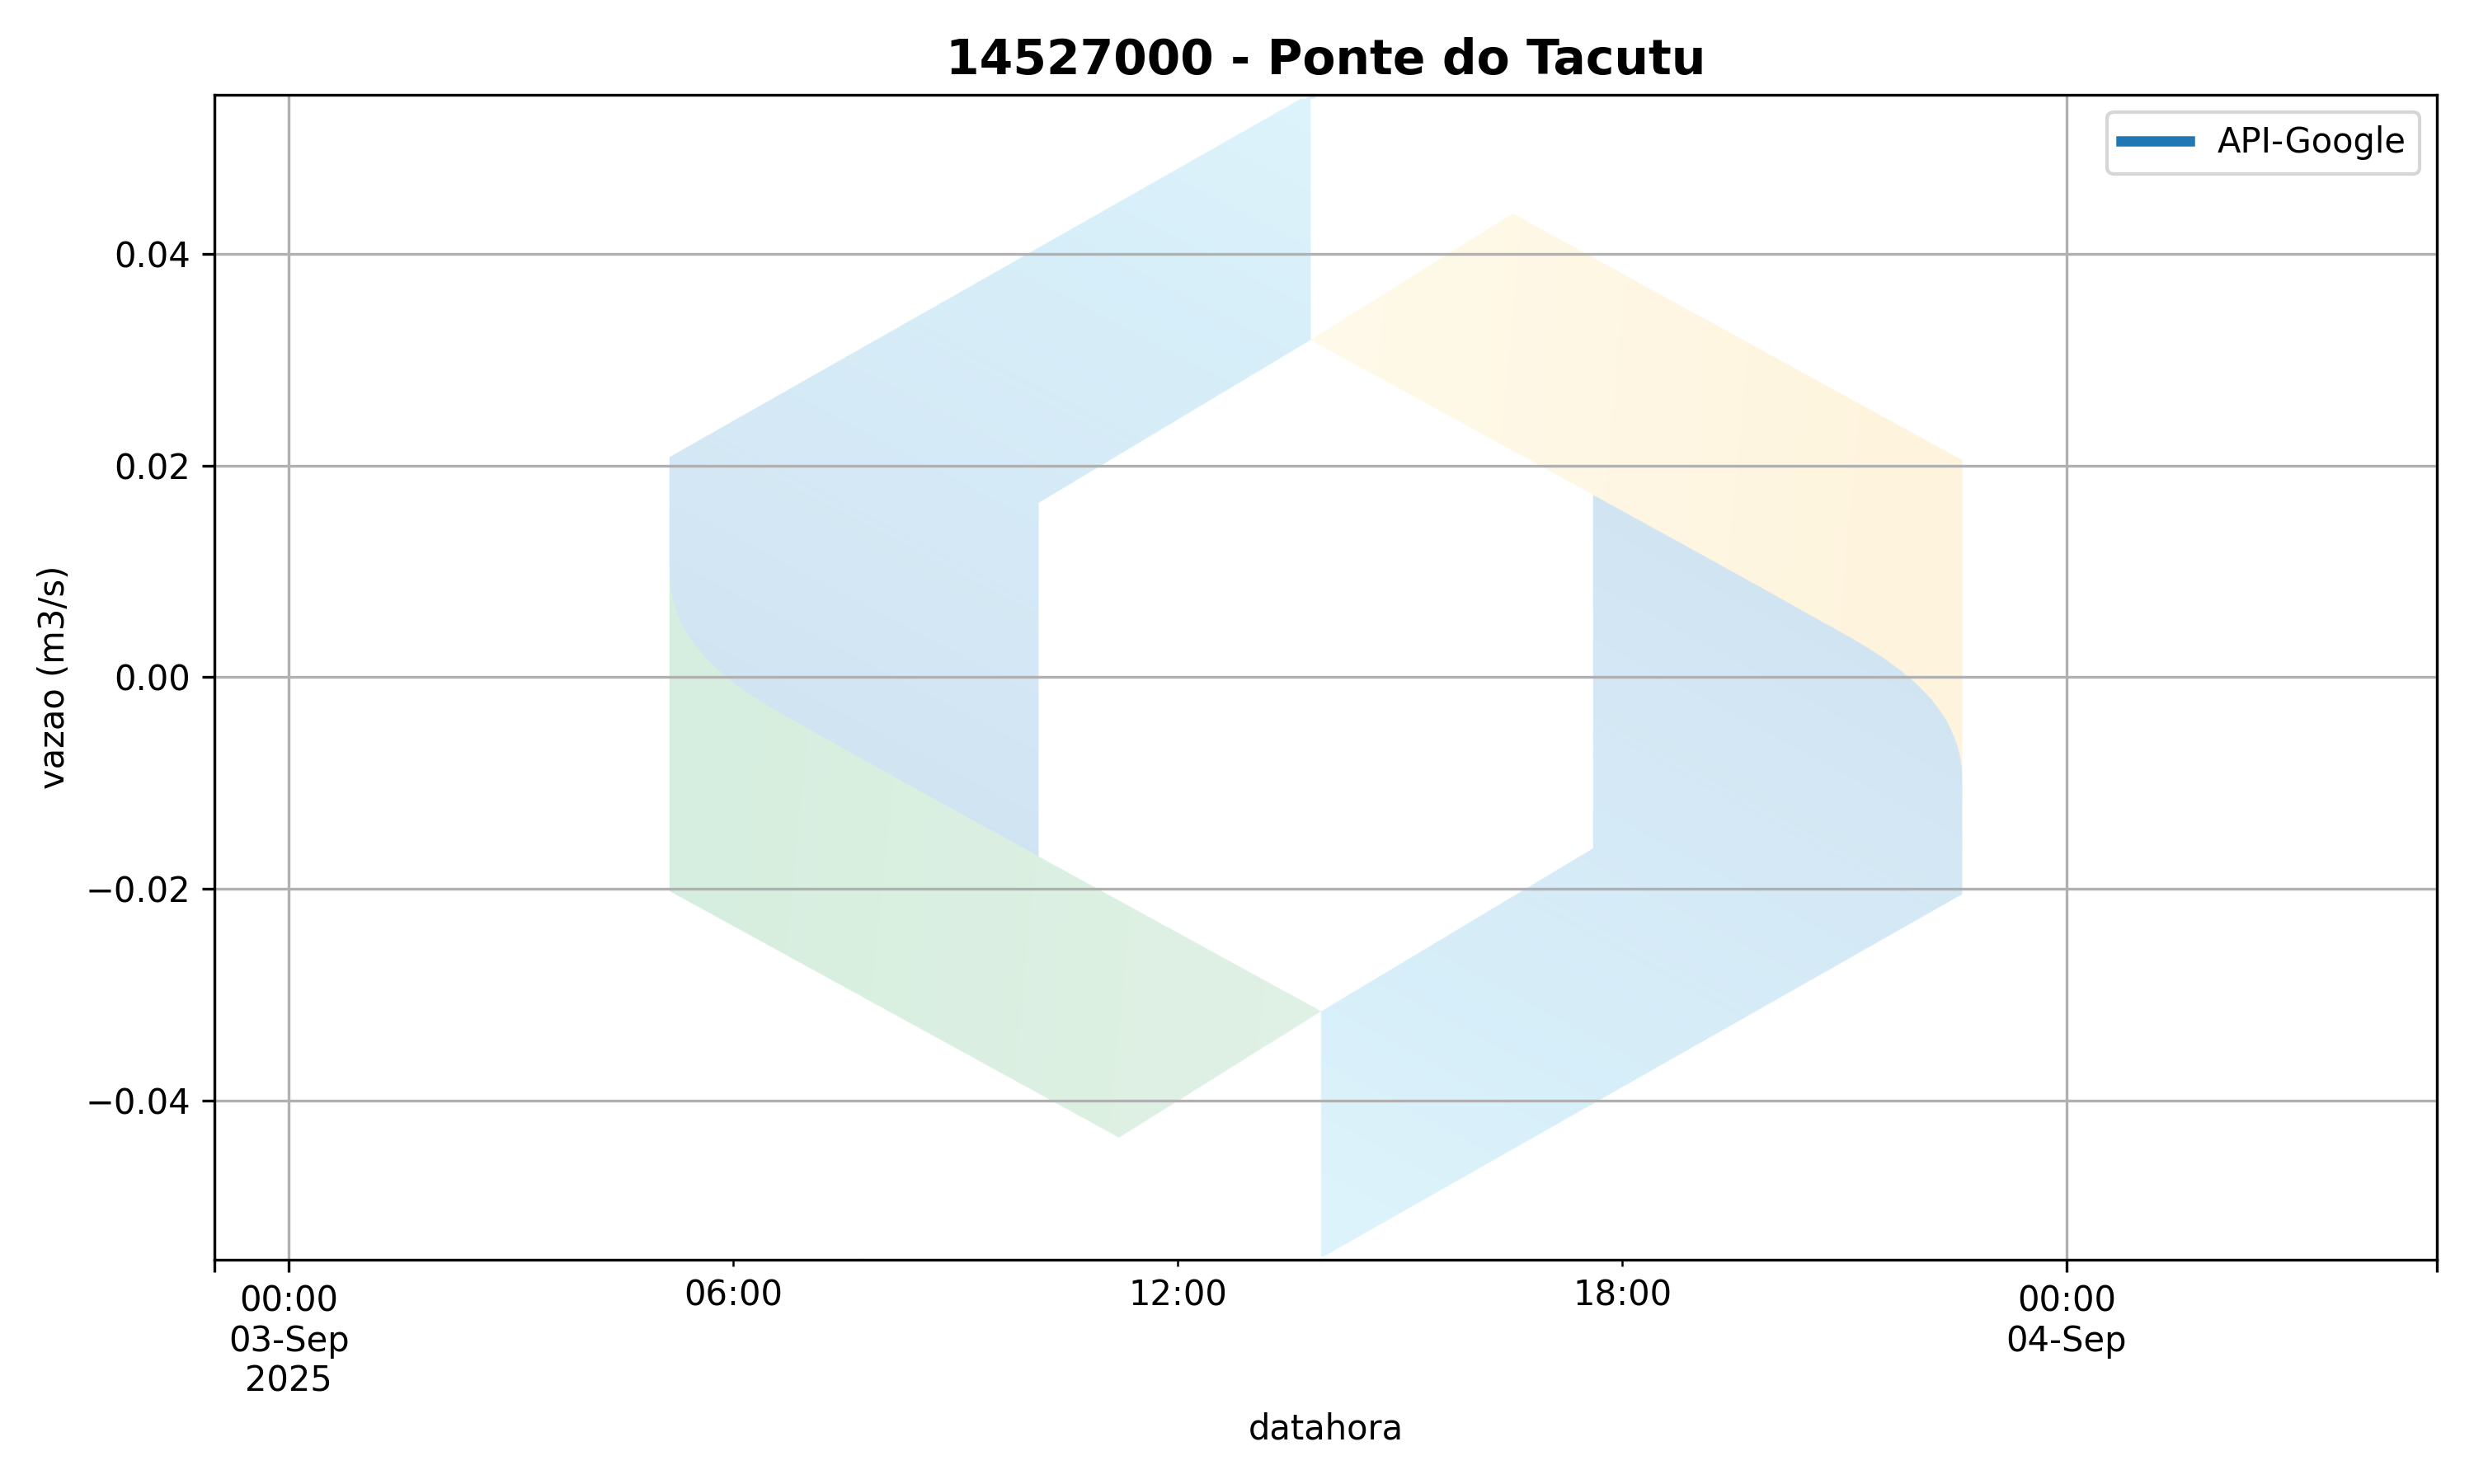 14527000 - Ponte do Tacutu
API-Google
0.04
0.02
0.00
−0.02
−0.04
vazao (m3/s)
00:00
03-Sep
2025
06:00
12:00
18:00
00:00
04-Sep
datahora